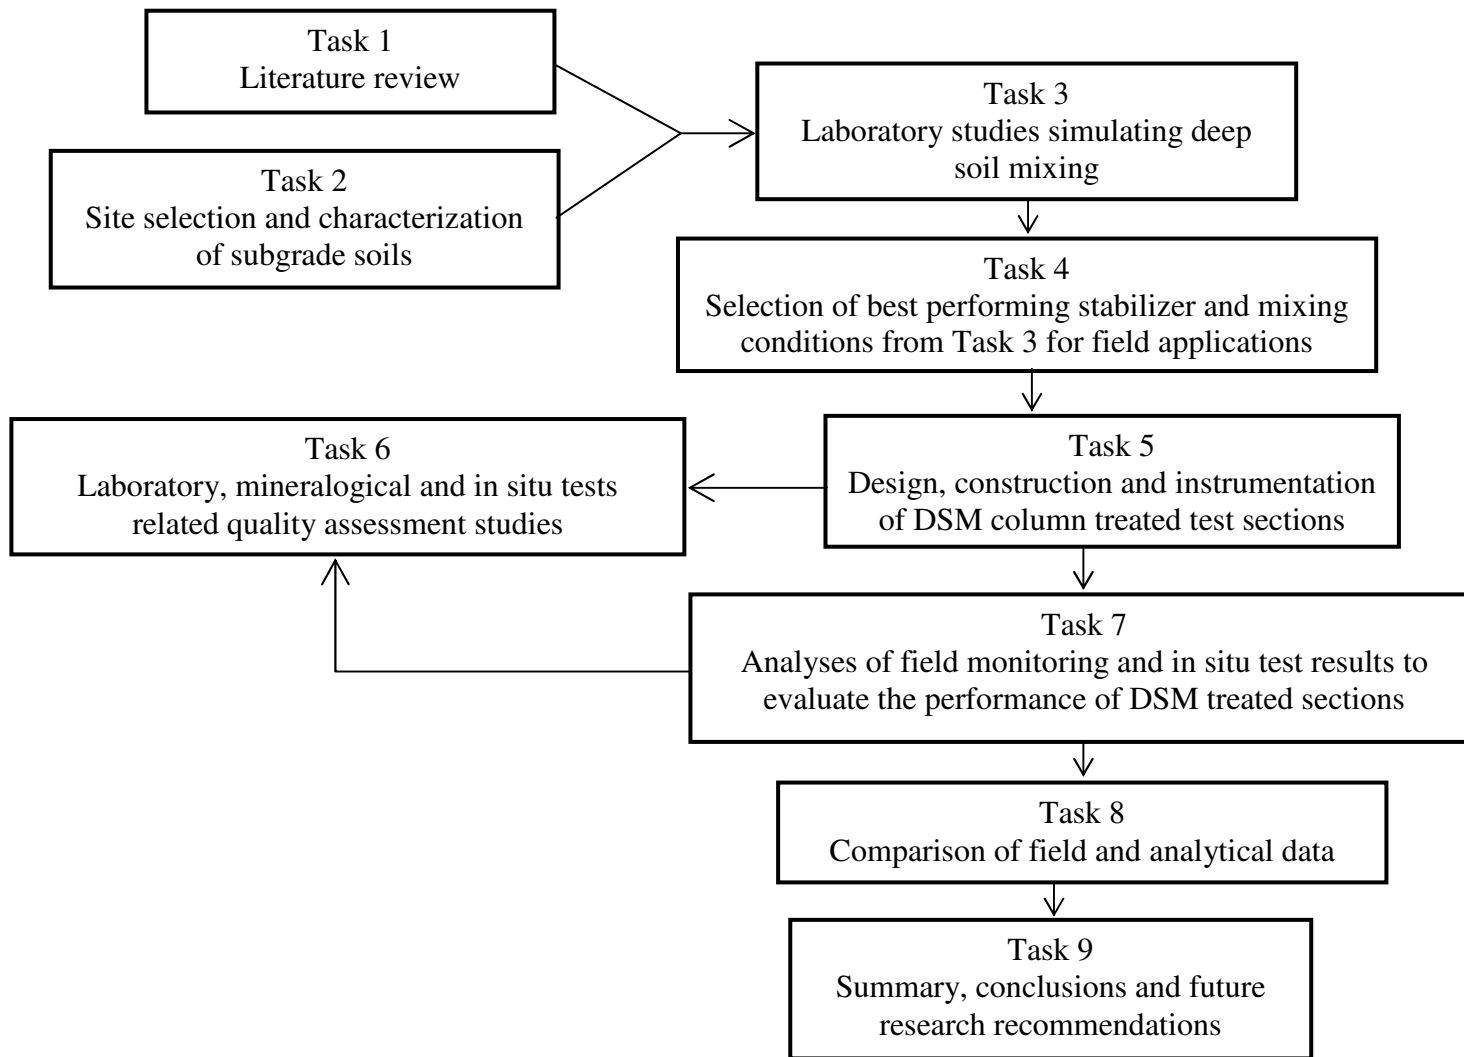 Task 1
Literature review
Task 2
Site selection and characterization
of subgrade soils
Task 3
Laboratory studies simulating deep
soil mixing
Task 4
Selection of best performing stabilizer and mixing
conditions from Task 3 for field applications
Task 5
Design, construction and instrumentation
of DSM column treated test sections
Task 6
Laboratory, mineralogical and in situ tests
related quality assessment studies
Task 7
Analyses of field monitoring and in situ test results to
evaluate the performance of DSM treated sections
Task 8
Comparison of field and analytical data
Task 9
Summary, conclusions and future
research recommendations